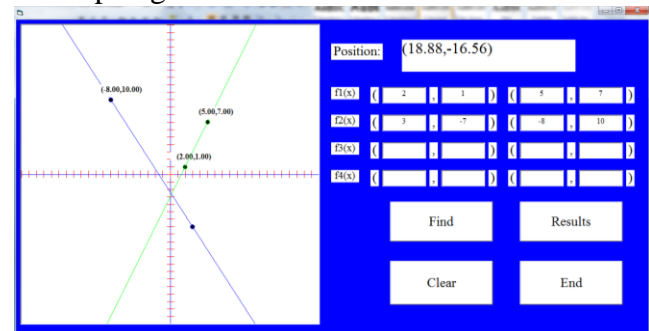 (-8.00,10.00)
(5.00,7.00)
(2.00,1.00)
Position: (18.88,-16.56)
f1(x) ( 2 , 1 ) ( 5 , 7 )
f2(x) ( 3 , -7 ) ( -8 , 10 )
f3(x) ( , ) ( , )
f4(x) ( , ) ( , )
Find Results
Clear End